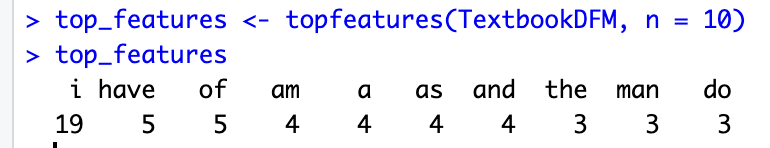 > top_features <- topfeatures(TextbookDFM, n = 10)
> top_features
i have of am a as and the man do
19 5 5 4 4 4 4 3 3 3